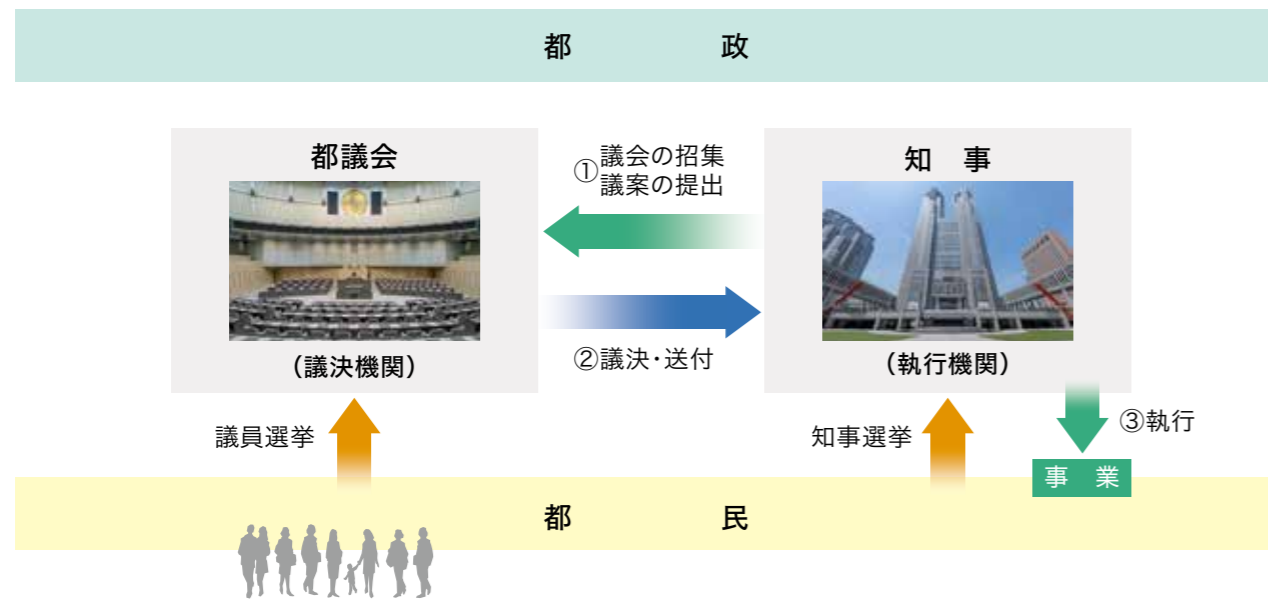 都 政
都議会
(議決機関)
①議会の招集
議案の提出
②議決・送付
知 事
(執行機関)
③執行
事 業
議員選挙
知事選挙
都 民